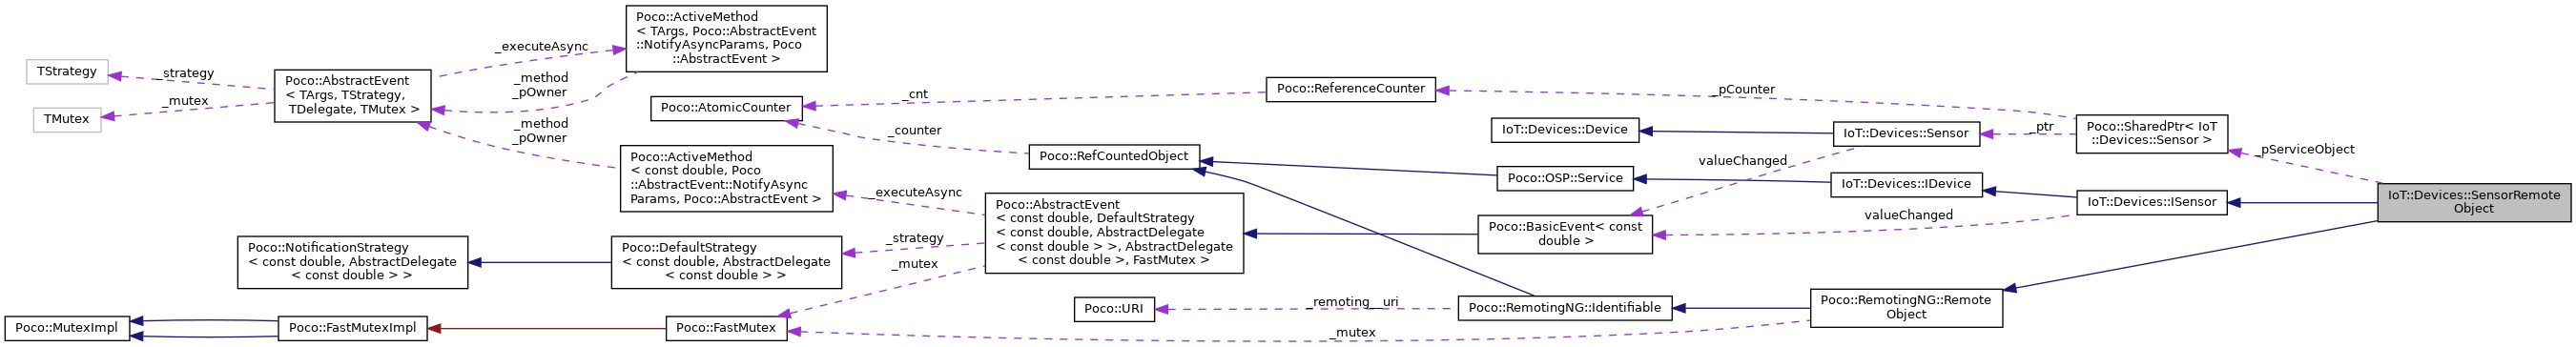 TStrategy
TMutex
_strategy
_mutex
Poco::AbstractEvent
< TArgs, TStrategy,
TDelegate, TMutex >
_executeAsync
_method
_pOwner
_method
_pOwner
Poco::ActiveMethod
< TArgs, Poco::AbstractEvent
::NotifyAsyncParams, Poco
::AbstractEvent >
Poco::AtomicCounter
Poco::ActiveMethod
< const double, Poco
::AbstractEvent::NotifyAsync
Params, Poco::AbstractEvent >
Poco::NotificationStrategy
< const double, AbstractDelegate
< const double > >
Poco::DefaultStrategy
< const double, AbstractDelegate
< const double > >
Poco::MutexImpl
Poco::FastMutexImpl
Poco::FastMutex
_cnt
_counter
_executeAsync
_strategy
_mutex
Poco::RefCountedObject
Poco::AbstractEvent
< const double, DefaultStrategy
< const double, AbstractDelegate
< const double > >, AbstractDelegate
< const double >, FastMutex >
Poco::URI
Poco::ReferenceCounter
_remoting__uri
_mutex
IoT::Devices::Device
Poco::OSP::Service
Poco::BasicEvent< const
double >
Poco::RemotingNG::Identifiable
_pCounter
valueChanged
IoT::Devices::Sensor
IoT::Devices::IDevice
valueChanged
Poco::RemotingNG::Remote
Object
_ptr
Poco::SharedPtr< IoT
::Devices::Sensor >
IoT::Devices::ISensor
_pServiceObject
IoT::Devices::SensorRemote
Object